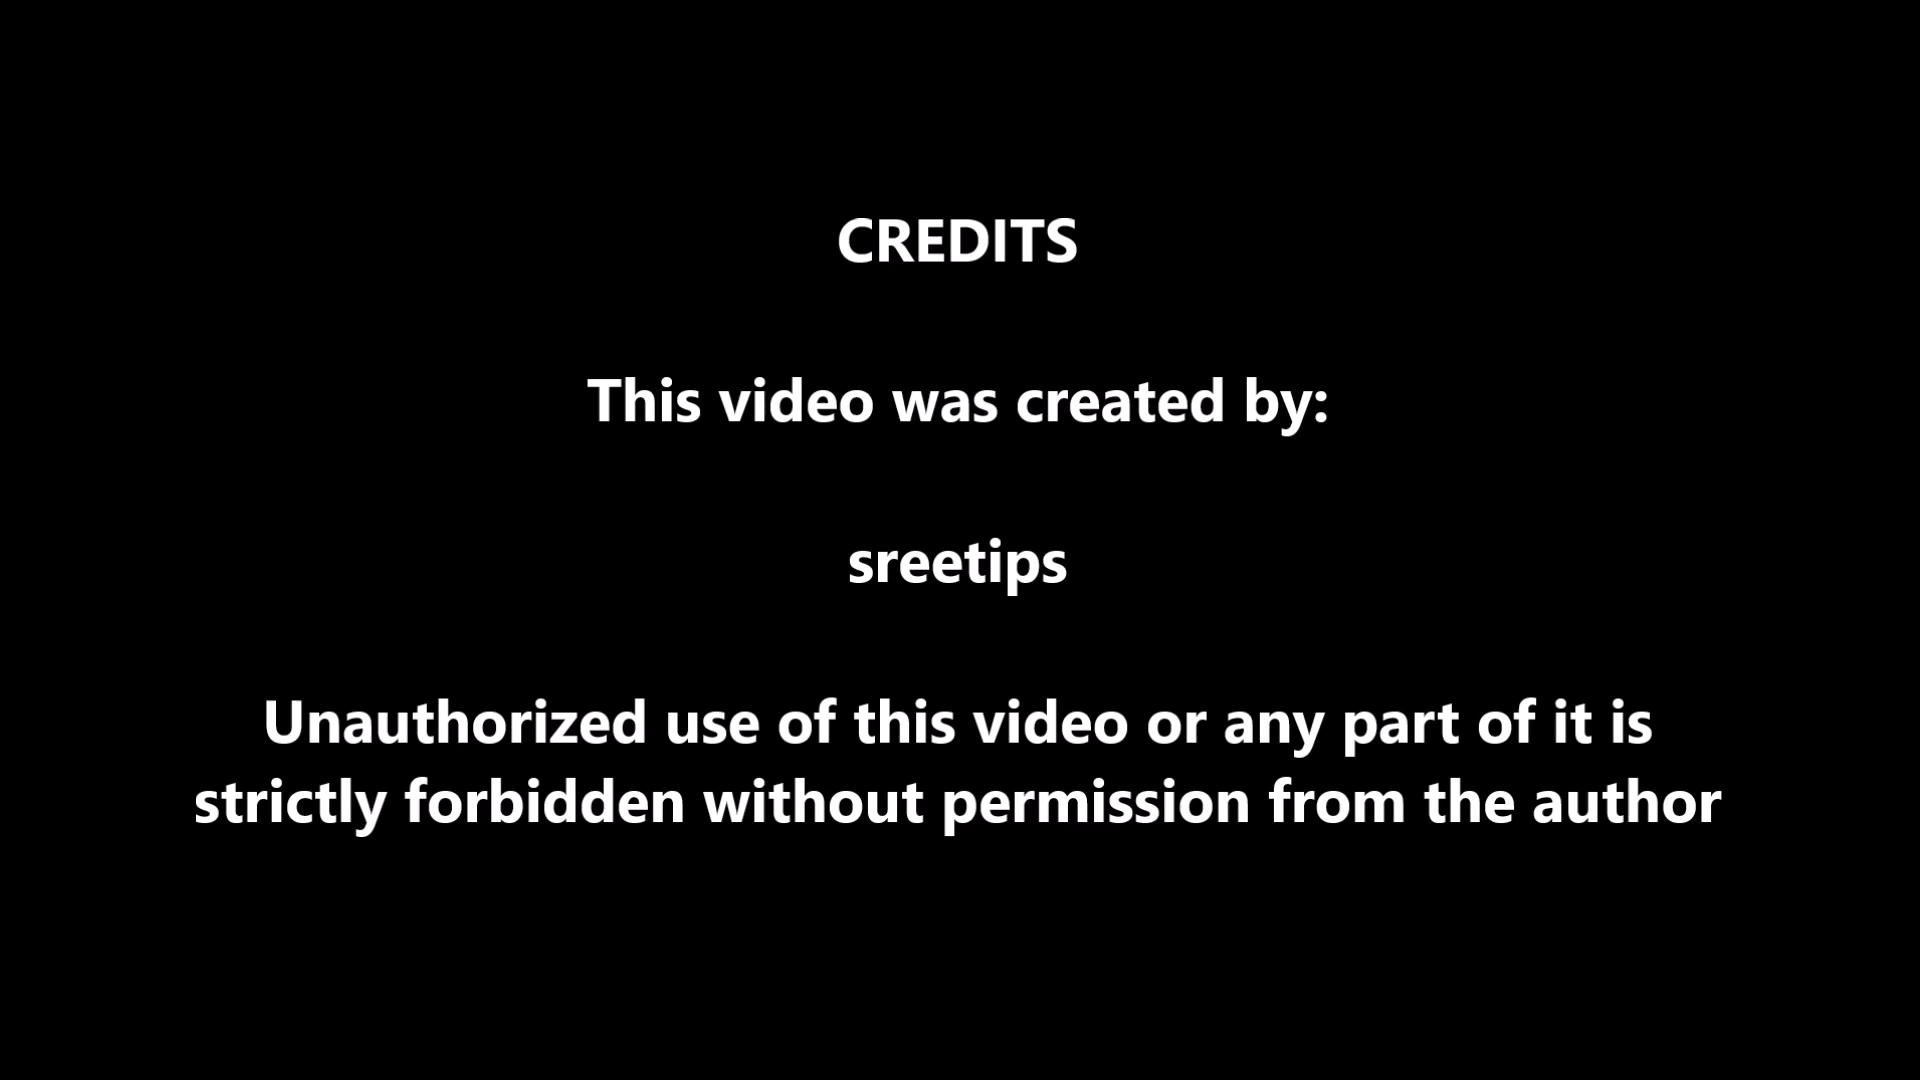 CREDITS
This video was created by:
sreetips
Unauthorized use of this video or any part of it is
strictly forbidden without permission from the author